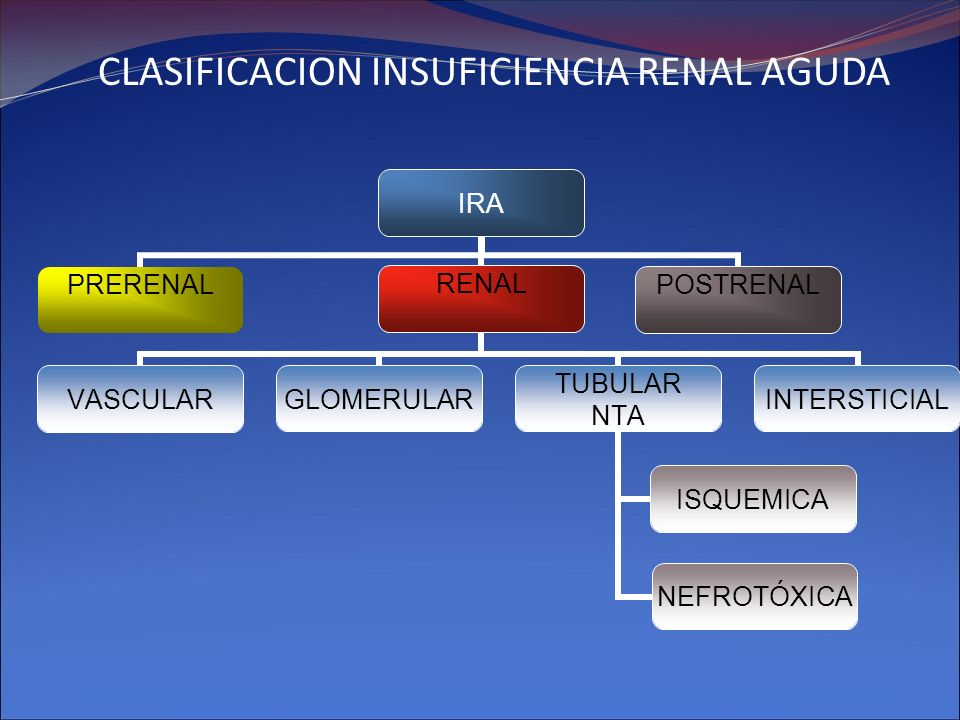 CLASIFICACION INSUFICIENCIA RENAL AGUDA
IRA
PRERENAL
RENAL
POSTRENAL
VASCULAR
GLOMERULAR
TUBULAR
NTA
INTERSTICIAL
ISQUEMICA
NEFROTÓXICA